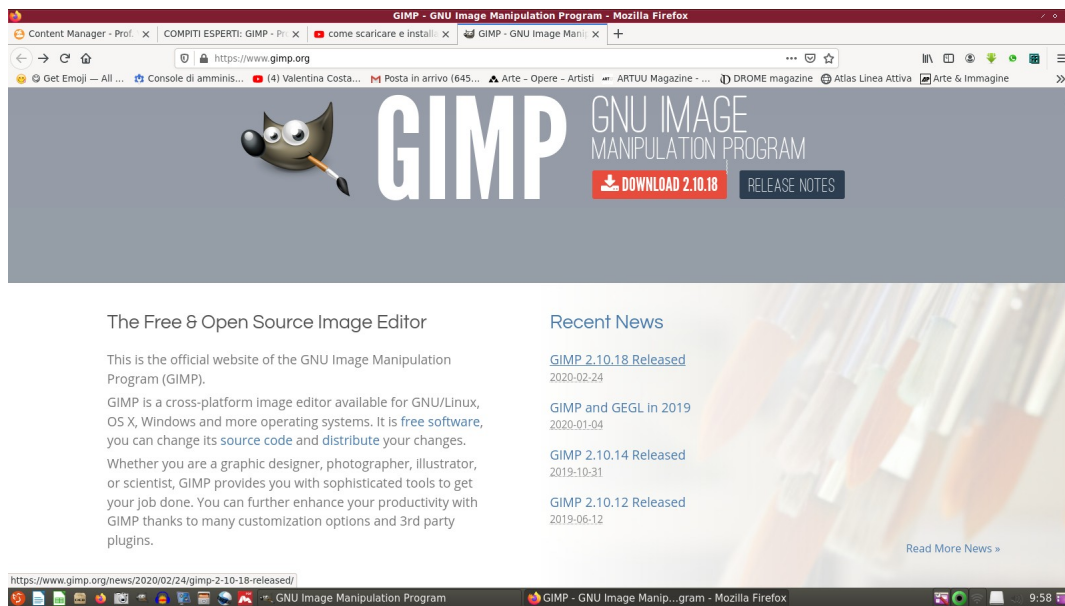 GIMP - GNU Image Manipulation Program - Mozilla Firefox
Content Manager - Prof.
COMPITI ESPERTI: GIMP - Pr
come scaricare e installa
GIMP - GNU Image Mani
https://www.gimp.org
Get Emoji — All ...
Console di amminis...
(4) Valentina Costa...
Posta in arrivo (645...
Arte – Opere – Artisti
ARTUU Magazine - ...
DROME magazine
Atlas Linea Attiva
Arte & Immagine
GIMP
GNU IMAGE
MANIPULATION PROGRAM
DOWNLOAD 2.10.18
RELEASE NOTES
The Free & Open Source Image Editor
This is the official website of the GNU Image Manipulation
Program (GIMP).
GIMP is a cross-platform image editor available for GNU/Linux,
OS X, Windows and more operating systems. It is free software,
you can change its source code and distribute your changes.
Whether you are a graphic designer, photographer, illustrator,
or scientist, GIMP provides you with sophisticated tools to get
your job done. You can further enhance your productivity with
GIMP thanks to many customization options and 3rd party
plugins.
Recent News
GIMP 2.10.18 Released
2020-02-24
GIMP and GEGL in 2019
2020-01-04
GIMP 2.10.14 Released
2019-10-31
GIMP 2.10.12 Released
2019-06-12
Read More News »
https://www.gimp.org/news/2020/02/24/gimp-2-10-18-released/
GNU Image Manipulation Program
GIMP - GNU Image Manip...gram - Mozilla Firefox
9:58